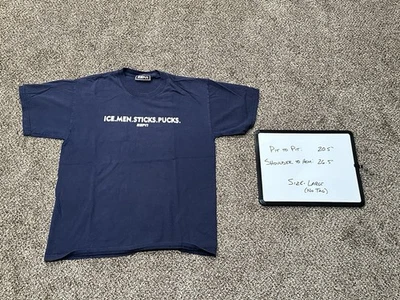 ESPN
ICE.MEN.STICKS.PUCKS.
ESPN
Pit to Pit: 20.5
Shoulder to Hem: 26.5
Size: Large
(No Tag)